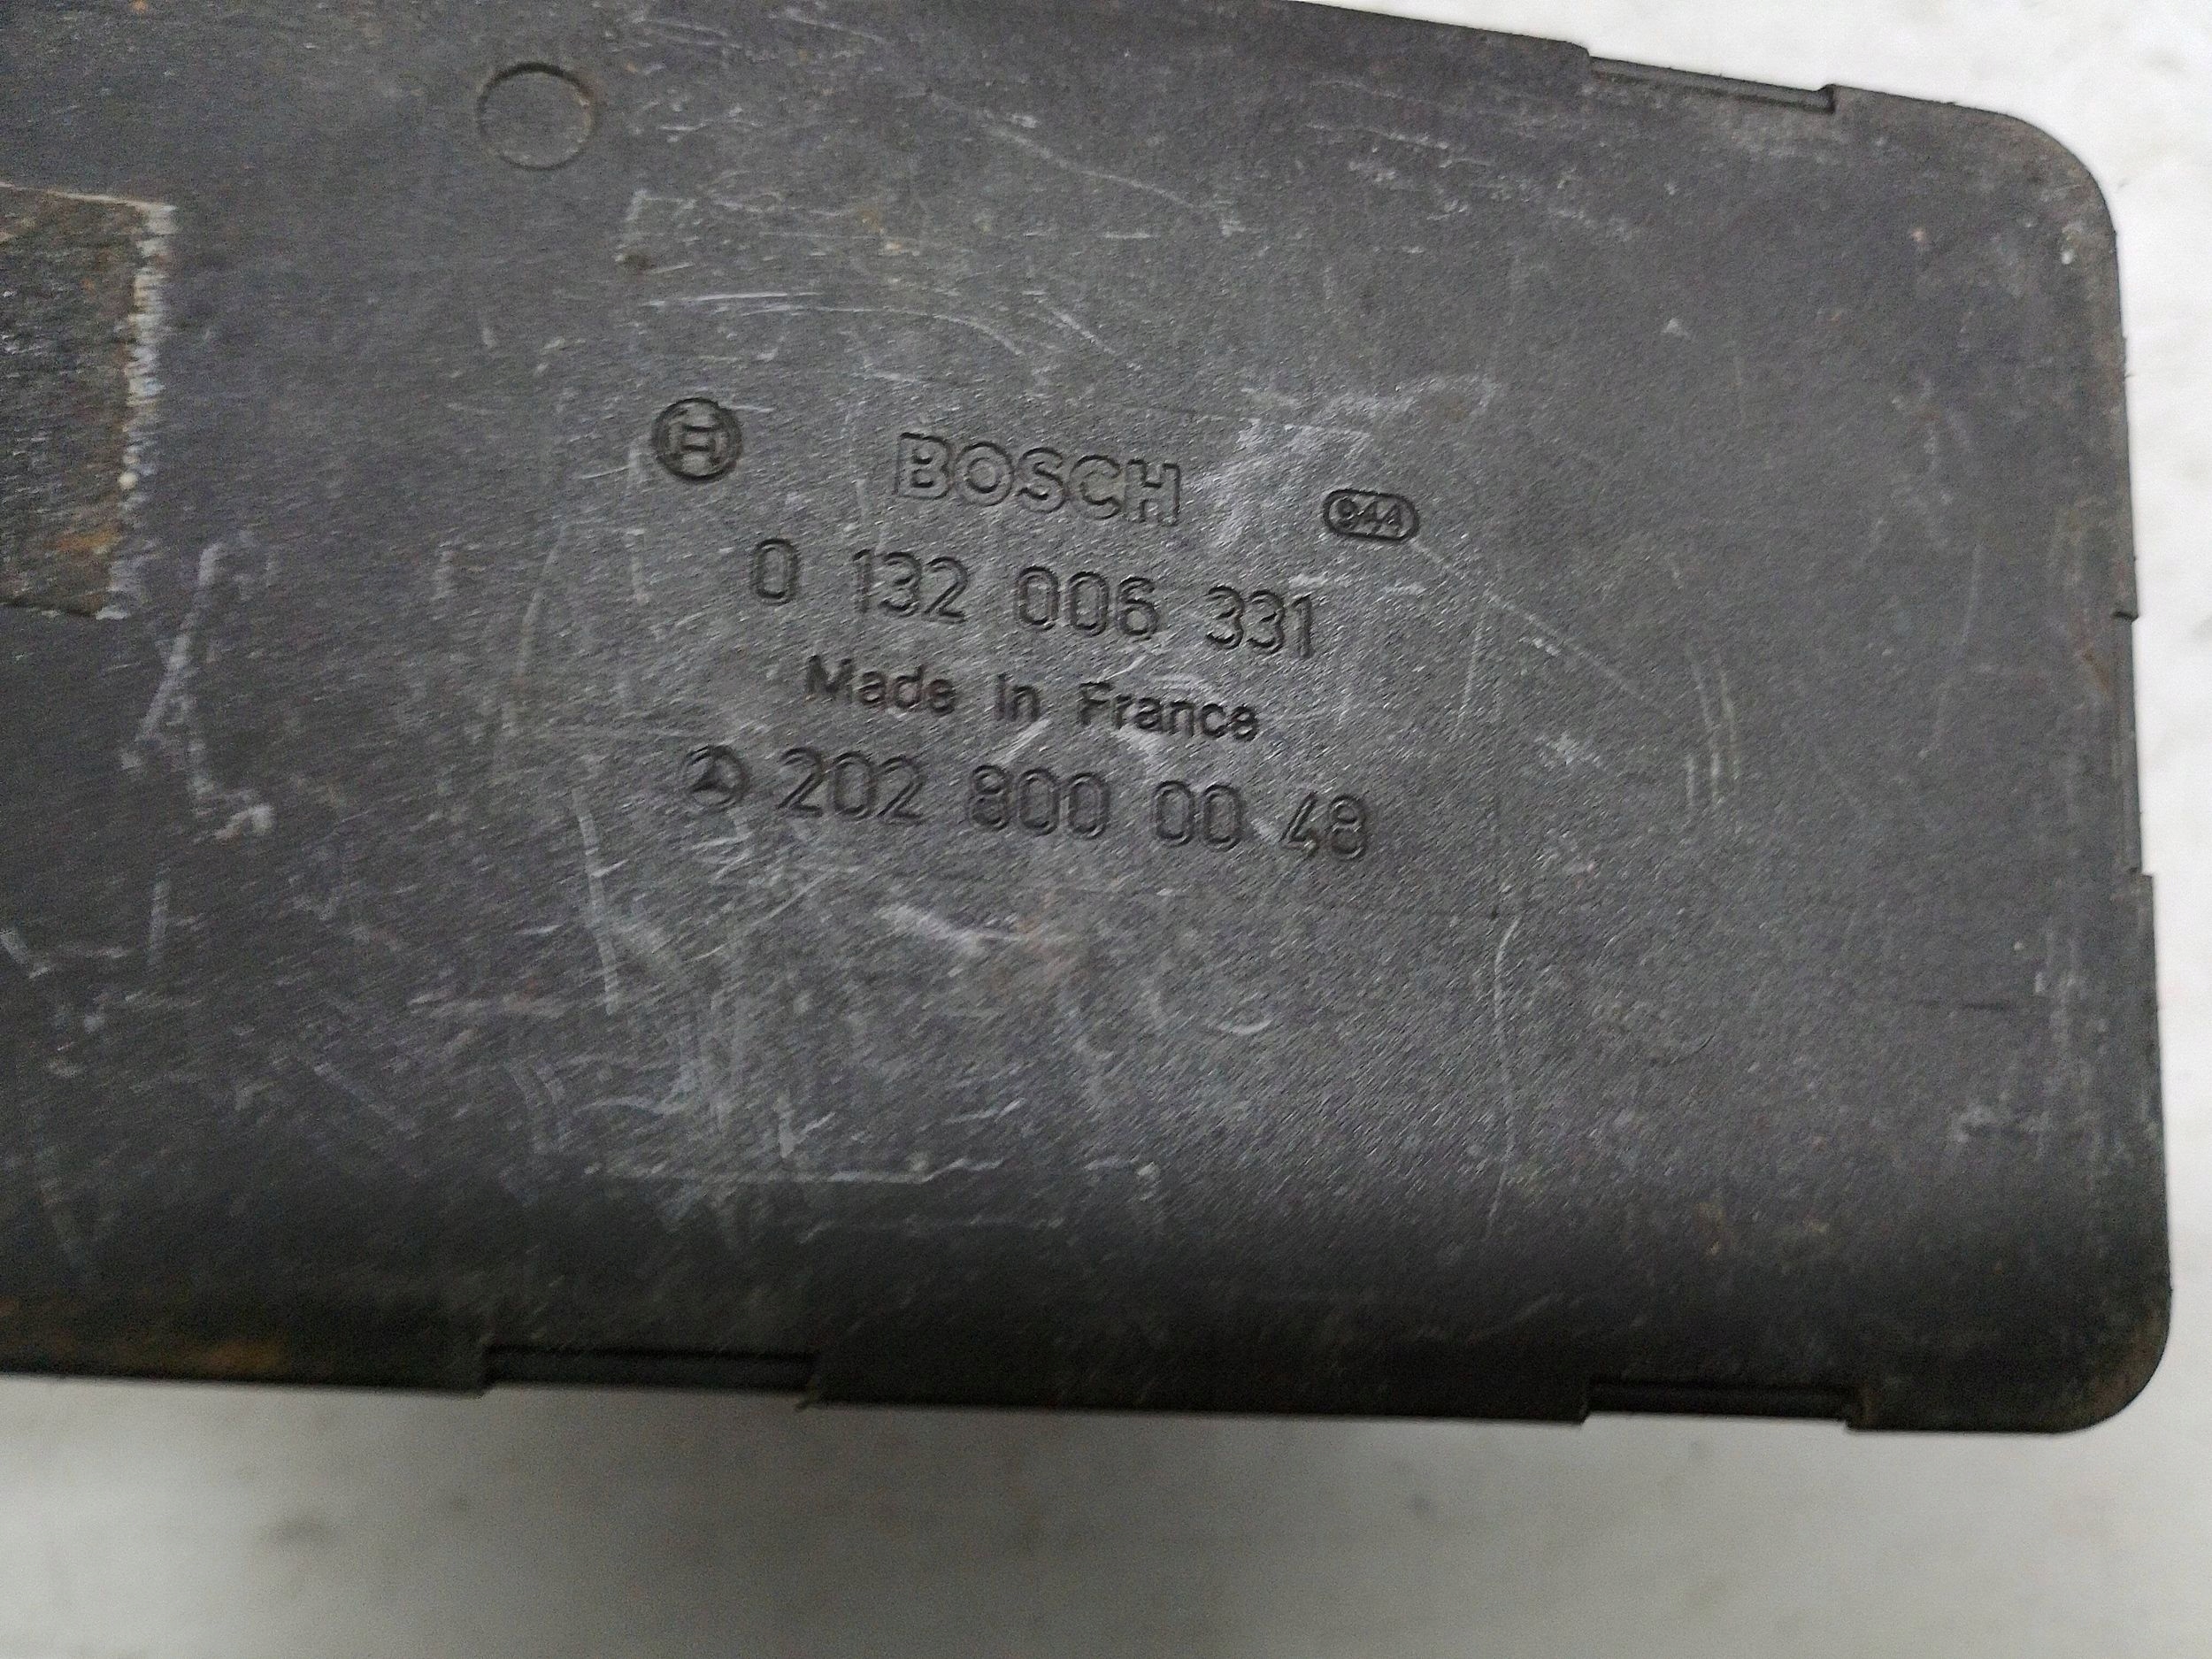 BOSCH 944
0 132 006 331
Made in France
202 800 00 48